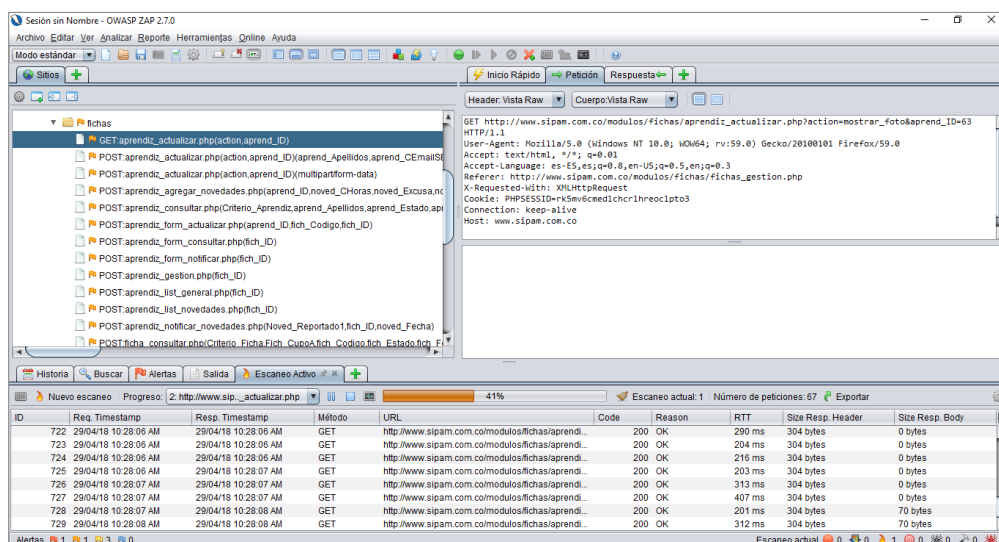 Sesión sin Nombre - OWASP ZAP 2.7.0
Archivo Editar Ver Analizar Reporte Herramientas Online Ayuda
Modo estándar
Sitios
Inicio Rápido Petición Respuesta
Header: Vista Raw Cuerpo:Vista Raw
fichas
GET:aprendiz_actualizar.php(action,aprend_ID)
POST:aprendiz_actualizar.php(action,aprend_ID)(aprend_Apellidos,aprend_CEmailSE
POST:aprendiz_actualizar.php(action,aprend_ID)(multipart/form-data)
POST:aprendiz_agregar_novedades.php(aprend_ID,noved_CHoras,noved_Excusa,no
POST:aprendiz_consultar.php(Criterio_Aprendiz,aprend_Apellidos,aprend_Estado,apr
POST:aprendiz_form_actualizar.php(aprend_ID,fich_Codigo,fich_ID)
POST:aprendiz_form_consultar.php(fich_ID)
POST:aprendiz_form_notificar.php(fich_ID)
POST:aprendiz_gestion.php(fich_ID)
POST:aprendiz_list_general.php(fich_ID)
POST:aprendiz_list_novedades.php(fich_ID)
POST:aprendiz_notificar_novedades.php(Noved_Reportado1,fich_ID,noved_Fecha)
POST:ficha_consultar.php(Criterio_Ficha,Fich_CupoA,fich_Codigo,fich_Estado,fich_F
GET http://www.sipam.com.co/modulos/fichas/aprendiz_actualizar.php?action=mostrar_foto&aprend_ID=63
HTTP/1.1
User-Agent: Mozilla/5.0 (Windows NT 10.0; WOW64; rv:59.0) Gecko/20100101 Firefox/59.0
Accept: text/html, */*; q=0.01
Accept-Language: es-ES,es;q=0.8,en-US;q=0.5,en;q=0.3
Referer: http://www.sipam.com.co/modulos/fichas/fichas_gestion.php
X-Requested-With: XMLHttpRequest
Cookie: PHPSESSID=rk5mv6cmedlchcrlhreoclpto3
Connection: keep-alive
Host: www.sipam.com.co
Historia Buscar Alertas Salida Escaneo Activo
Nuevo escaneo Progreso: 2: http://www.sip..._actualizar.php 41% Escaneo actual: 1 Número de peticiones: 67 Exportar
ID Req. Timestamp Resp. Timestamp Método URL Code Reason RTT Size Resp. Header Size Resp. Body
722 29/04/18 10:28:06 AM 29/04/18 10:28:06 AM GET http://www.sipam.com.co/modulos/fichas/aprendi... 200 OK 290 ms 304 bytes 0 bytes
723 29/04/18 10:28:06 AM 29/04/18 10:28:06 AM GET http://www.sipam.com.co/modulos/fichas/aprendi... 200 OK 204 ms 304 bytes 0 bytes
724 29/04/18 10:28:06 AM 29/04/18 10:28:06 AM GET http://www.sipam.com.co/modulos/fichas/aprendi... 200 OK 216 ms 304 bytes 0 bytes
725 29/04/18 10:28:07 AM 29/04/18 10:28:07 AM GET http://www.sipam.com.co/modulos/fichas/aprendi... 200 OK 203 ms 304 bytes 0 bytes
726 29/04/18 10:28:07 AM 29/04/18 10:28:07 AM GET http://www.sipam.com.co/modulos/fichas/aprendi... 200 OK 313 ms 304 bytes 0 bytes
727 29/04/18 10:28:07 AM 29/04/18 10:28:07 AM GET http://www.sipam.com.co/modulos/fichas/aprendi... 200 OK 407 ms 304 bytes 0 bytes
728 29/04/18 10:28:07 AM 29/04/18 10:28:08 AM GET http://www.sipam.com.co/modulos/fichas/aprendi... 200 OK 201 ms 304 bytes 70 bytes
729 29/04/18 10:28:08 AM 29/04/18 10:28:08 AM GET http://www.sipam.com.co/modulos/fichas/aprendi... 200 OK 312 ms 304 bytes 70 bytes
Alertas 1 1 3 0 Escaneo actual 0 0 1 0 0 0